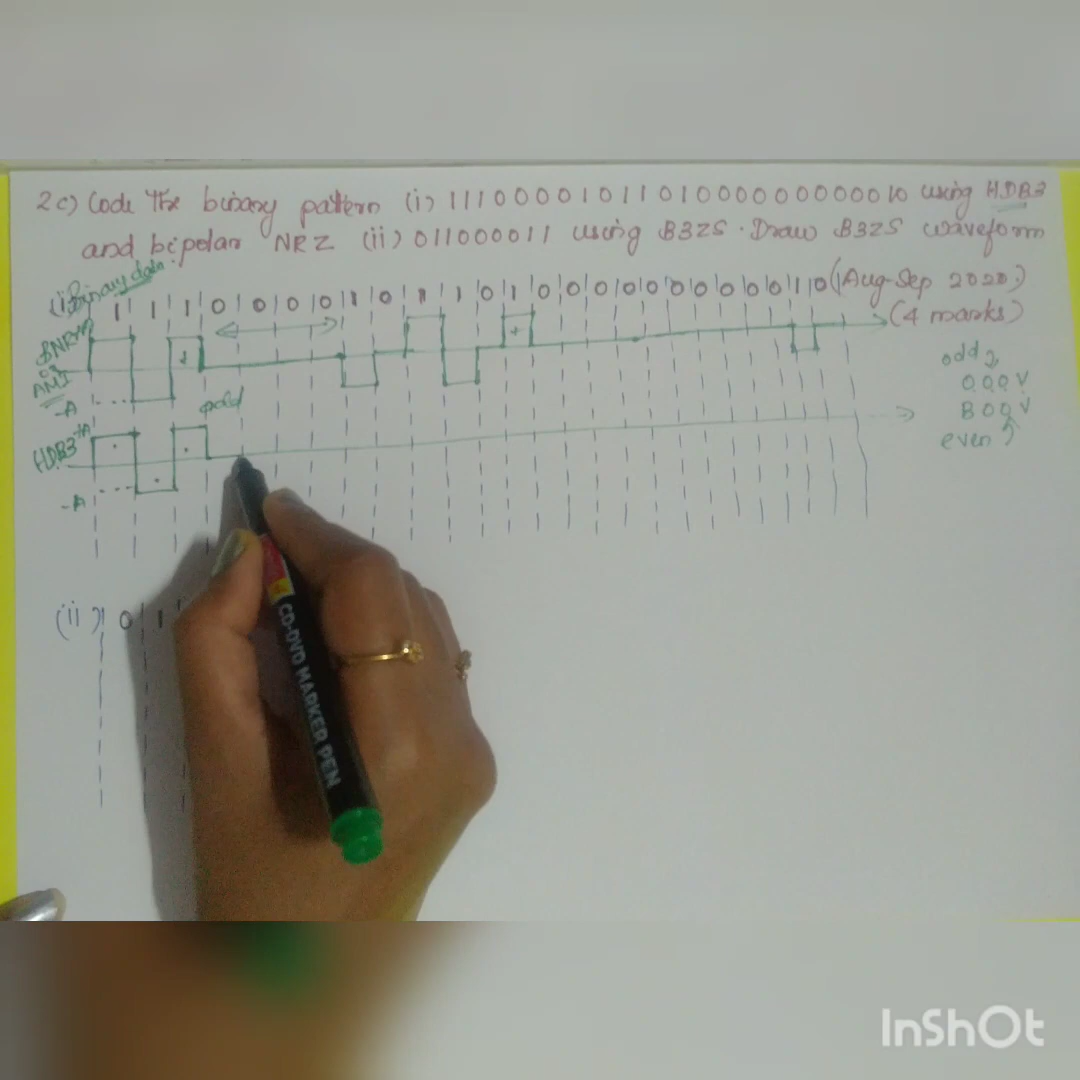 2c) Code The binary pattern (i) 1110000101101000000000010 using HDB3
and bipolar NRZ (ii) 011000011 using B3ZS. Draw B3ZS waveform
(Aug-Sep 2020)
(4 marks)
(i) Binary data
1 1 1 0 0 0 0 1 0 1 1 0 1 0 0 0 0 0 0 0 0 0 0 1 0
BNRZ
or
AMI
+
+
-A
odd
HDB3
+A
-A
odd
000V
B00V
even
(ii) 0 1
CD-DVD MARKER PEN
InShOt